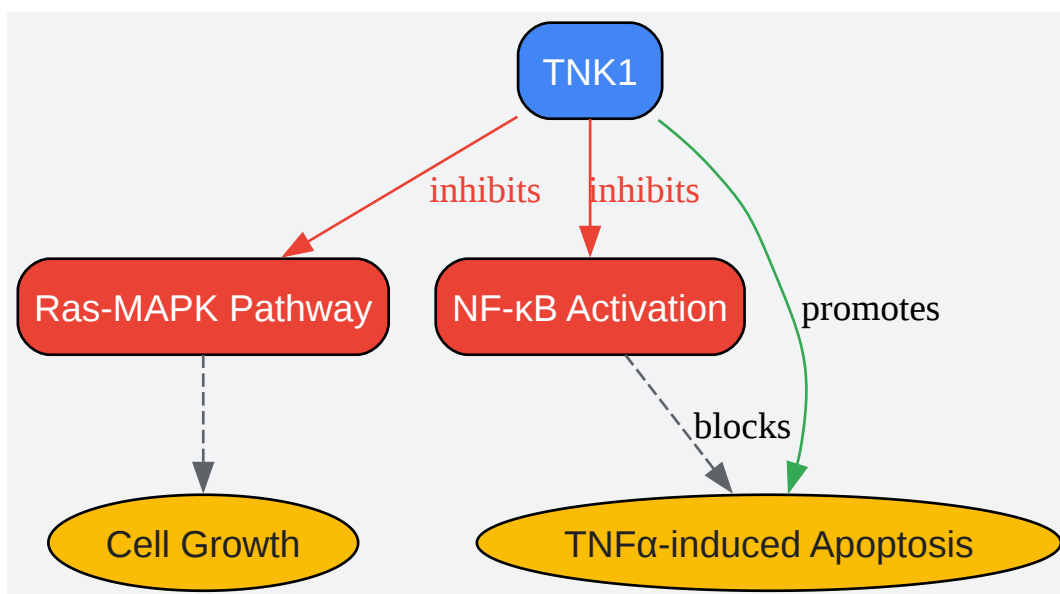 TNK1
inhibits
inhibits
Ras-MAPK Pathway
NF-κB Activation
promotes
blocks
Cell Growth
TNFα-induced Apoptosis